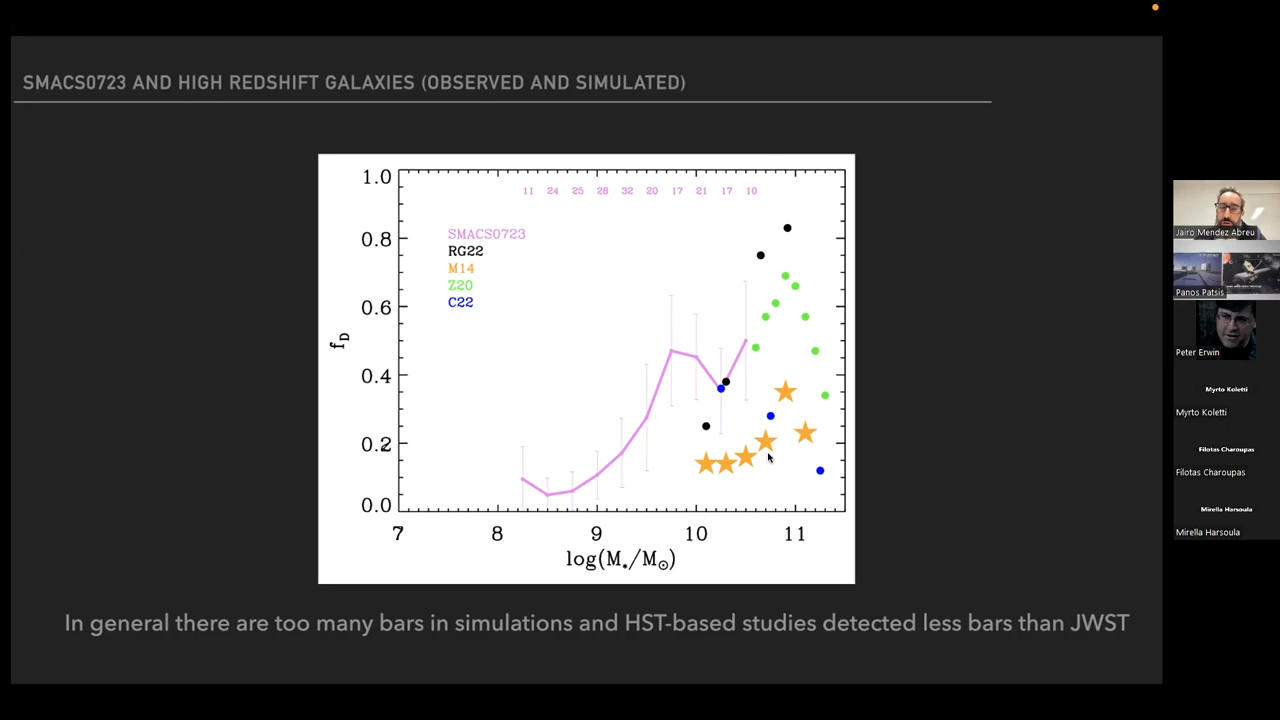 SMACS0723 AND HIGH REDSHIFT GALAXIES (OBSERVED AND SIMULATED)
1.0
11 24 25 28 32 20 17 21 17 10
SMACS0723
RG22
M14
Z20
C22
0.8
0.6
f_D
0.4
0.2
0.0
7 8 9 10 11
log(M_*/M_⊙)
In general there are too many bars in simulations and HST-based studies detected less bars than JWST
Jairo Mendez Abreu
Panos Patsis
Peter Erwin
Myrto Koletti
Myrto Koletti
Filotas Charoupas
Filotas Charoupas
Mirella Harsoula
Mirella Harsoula